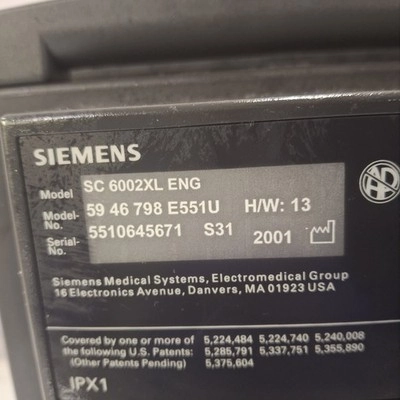 SIEMENS
Model SC 6002XL ENG
Model-No. 59 46 798 E551U H/W: 13
Serial-No. 5510645671 S31 2001
Siemens Medical Systems, Electromedical Group
16 Electronics Avenue, Danvers, MA 01923 USA
Covered by one or more of 5,224,484 5,224,740 5,240,008
the following U.S. Patents: 5,285,791 5,337,751 5,355,890
(Other Patents Pending) 5,375,604
JPX1